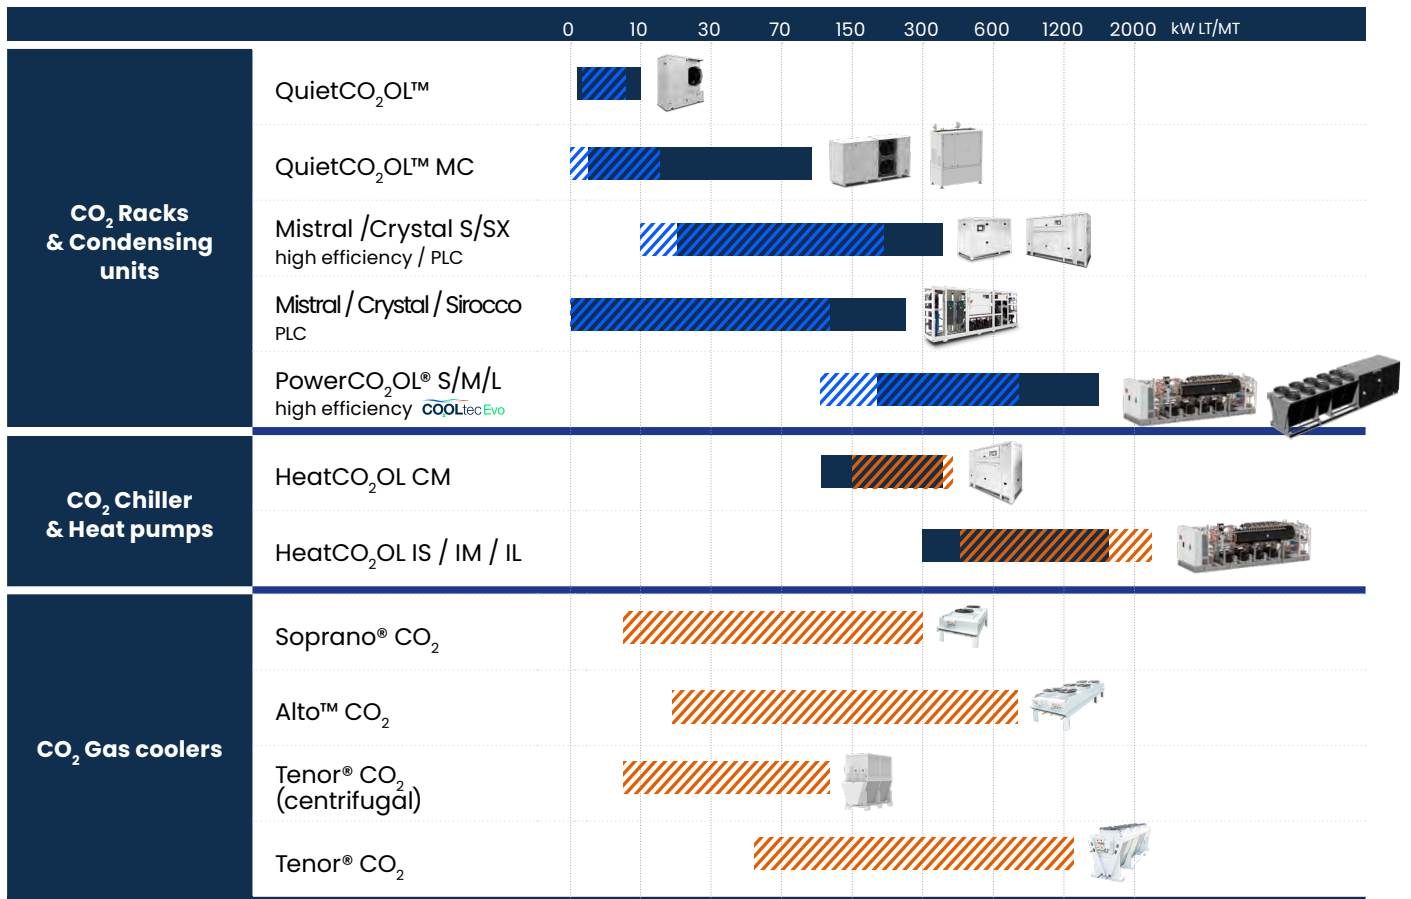 0 10 30 70 150 300 600 1200 2000 kW LT/MT
CO₂ Racks
& Condensing
units
QuietCO₂OL™
QuietCO₂OL™ MC
Mistral /Crystal S/SX
high efficiency / PLC
Mistral / Crystal / Sirocco
PLC
PowerCO₂OL® S/M/L
high efficiency COOLtec Evo
CO₂ Chiller
& Heat pumps
HeatCO₂OL CM
HeatCO₂OL IS / IM / IL
CO₂ Gas coolers
Soprano® CO₂
Alto™ CO₂
Tenor® CO₂
(centrifugal)
Tenor® CO₂